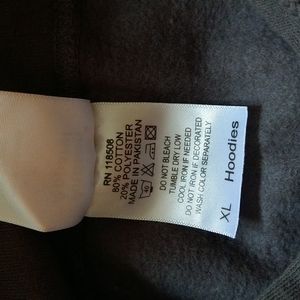 RN 118506
80% COTTON
20% POLYESTER
MADE IN PAKISTAN
40
DO NOT BLEACH
TUMBLE DRY LOW
COOL IRON IF NEEDED
DO NOT IRON IF DECORATED
WASH COLOR SEPARATELY
Hoodies
XL